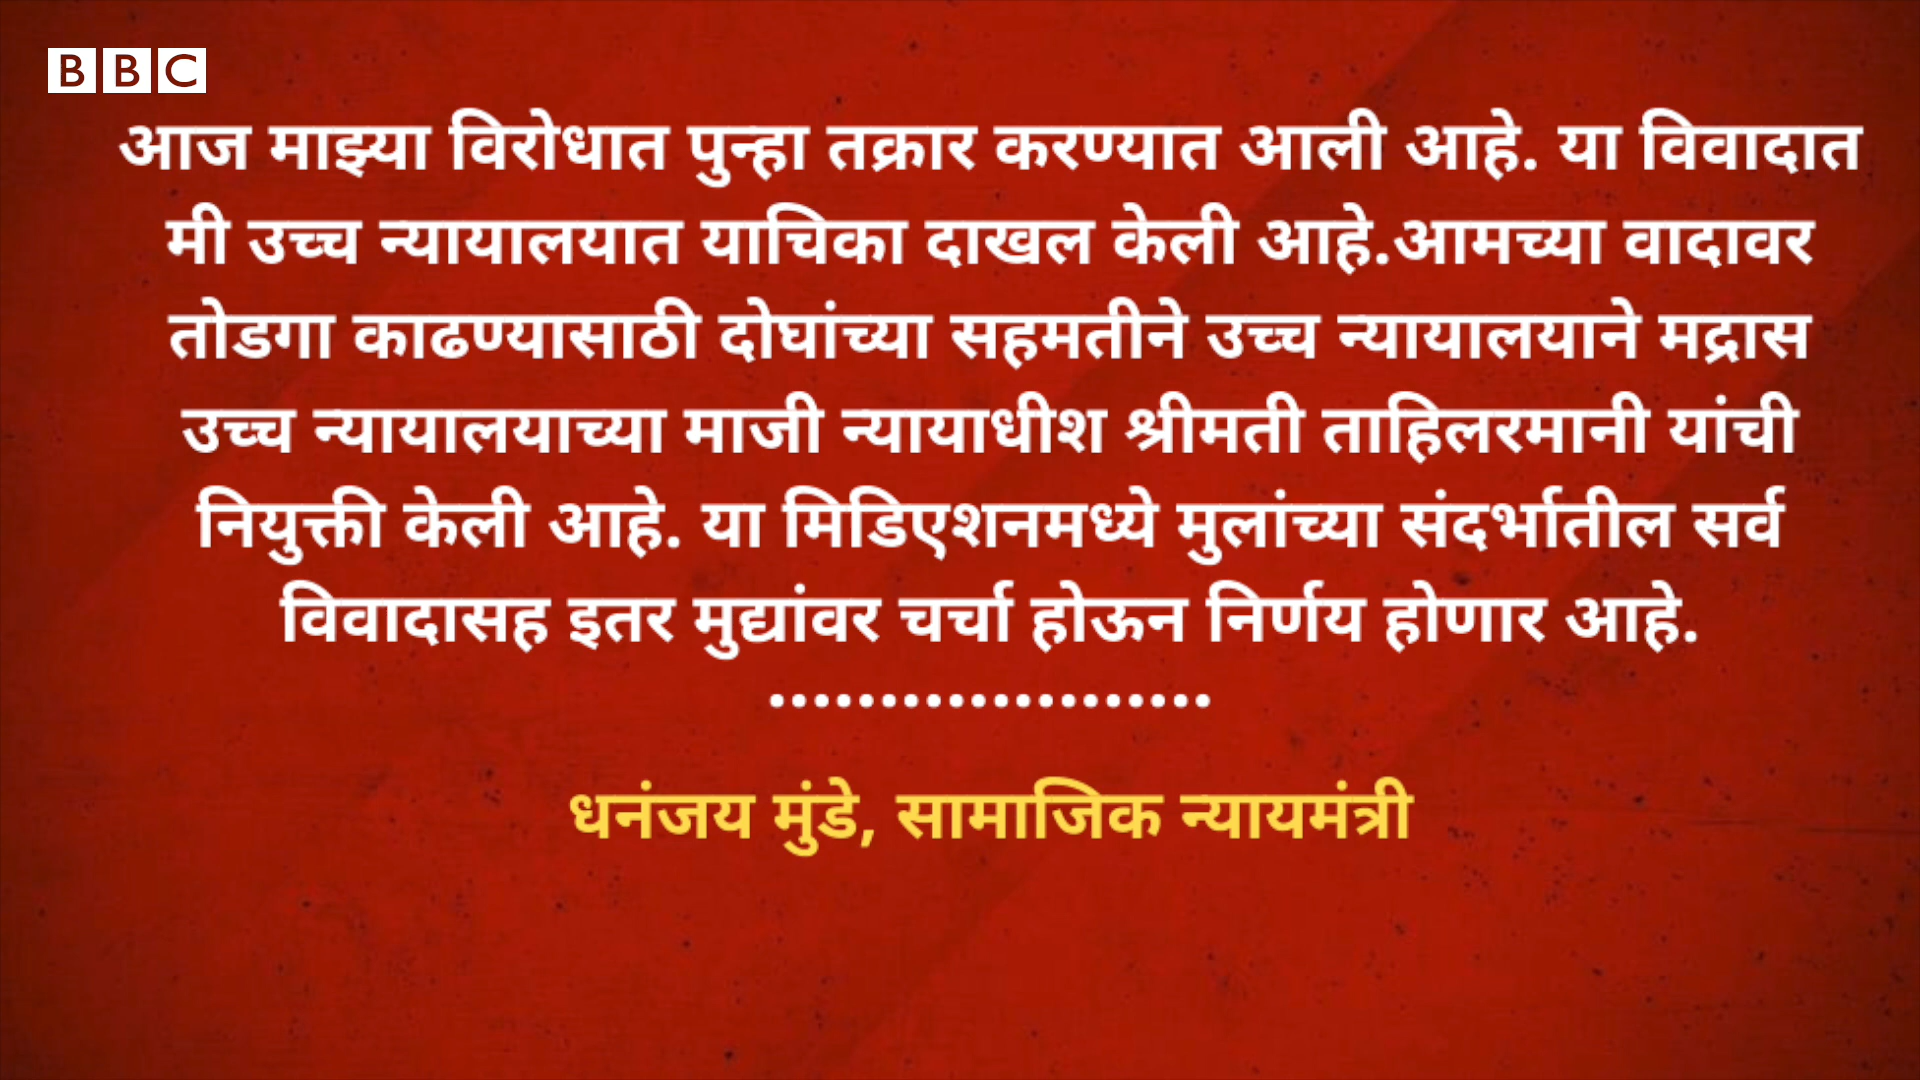 BBC
आज माझ्या विरोधात पुन्हा तक्रार करण्यात आली आहे. या विवादात
मी उच्च न्यायालयात याचिका दाखल केली आहे.आमच्या वादावर
तोडगा काढण्यासाठी दोघांच्या सहमतीने उच्च न्यायालयाने मद्रास
उच्च न्यायालयाच्या माजी न्यायाधीश श्रीमती ताहिलरमानी यांची
नियुक्ती केली आहे. या मिडिएशनमध्ये मुलांच्या संदर्भातील सर्व
विवादासह इतर मुद्यांवर चर्चा होऊन निर्णय होणार आहे.
....................
धनंजय मुंडे, सामाजिक न्यायमंत्री